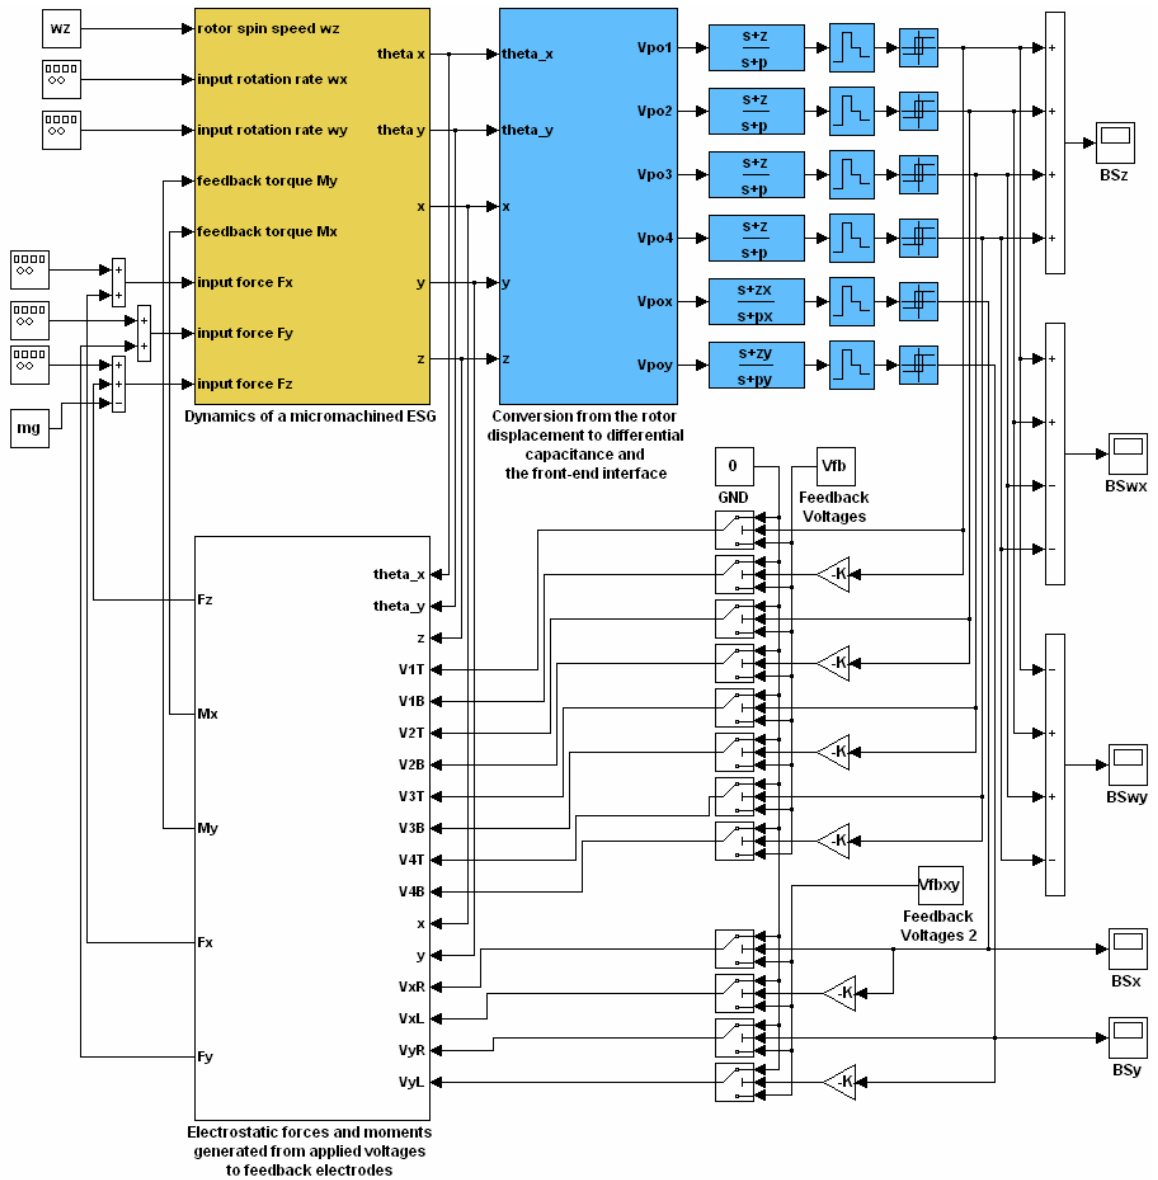 wz
rotor spin speed wz
input rotation rate wx
input rotation rate wy
feedback torque My
feedback torque Mx
input force Fx
input force Fy
input force Fz
mg
theta x
theta y
x
y
z
Dynamics of a micromachined ESG
theta_x
theta_y
x
y
z
Vpo1
Vpo2
Vpo3
Vpo4
Vpox
Vpoy
Conversion from the rotor
displacement to differential
capacitance and
the front-end interface
s+z
s+p
s+z
s+p
s+z
s+p
s+z
s+p
s+zx
s+px
s+zy
s+py
+
+
+
+
+
+
+
−
+
+
+
+
BSz
+
+
−
−
BSwx
−
+
+
−
BSwy
BSx
BSy
0
GND
Vfb
Feedback
Voltages
-K
-K
-K
-K
Vfbxy
Feedback
Voltages 2
-K
-K
Fz
Mx
My
Fx
Fy
theta_x
theta_y
z
V1T
V1B
V2T
V2B
V3T
V3B
V4T
V4B
x
y
VxR
VxL
VyR
VyL
Electrostatic forces and moments
generated from applied voltages
to feedback electrodes